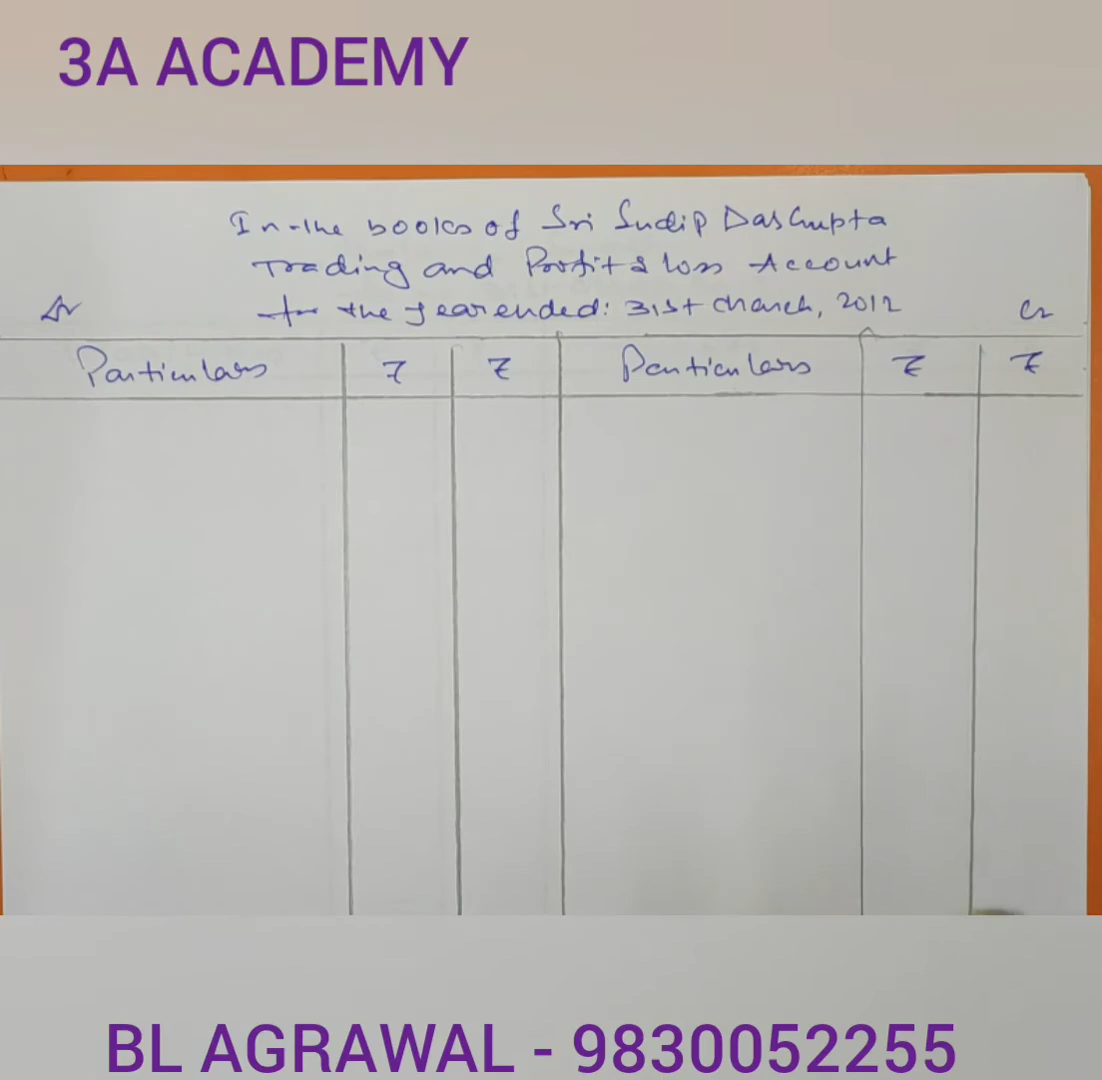 3A ACADEMY
In the books of Sri Sudip DasGupta
Trading and Profit & loss Account
Dr for the year ended: 31st March, 2012 Cr
Particulars ₹ ₹ Particulars ₹ ₹
BL AGRAWAL - 9830052255